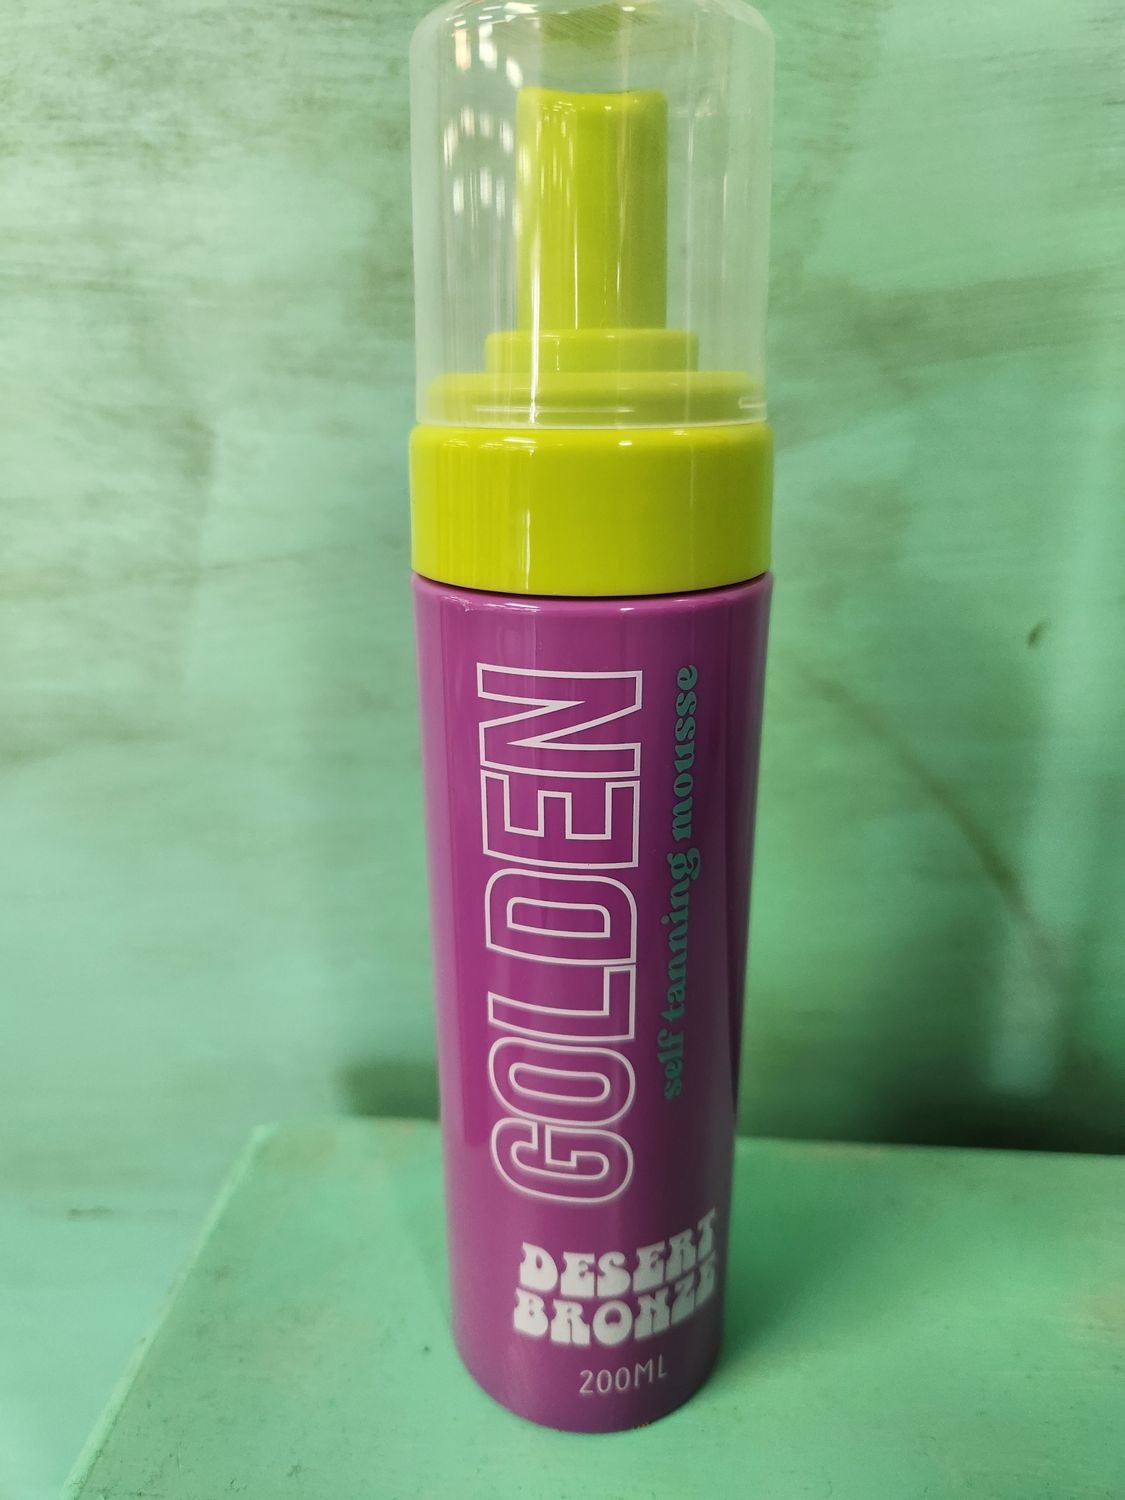 GOLDEN
self tanning mousse
DESERT
BRONZE
200ML